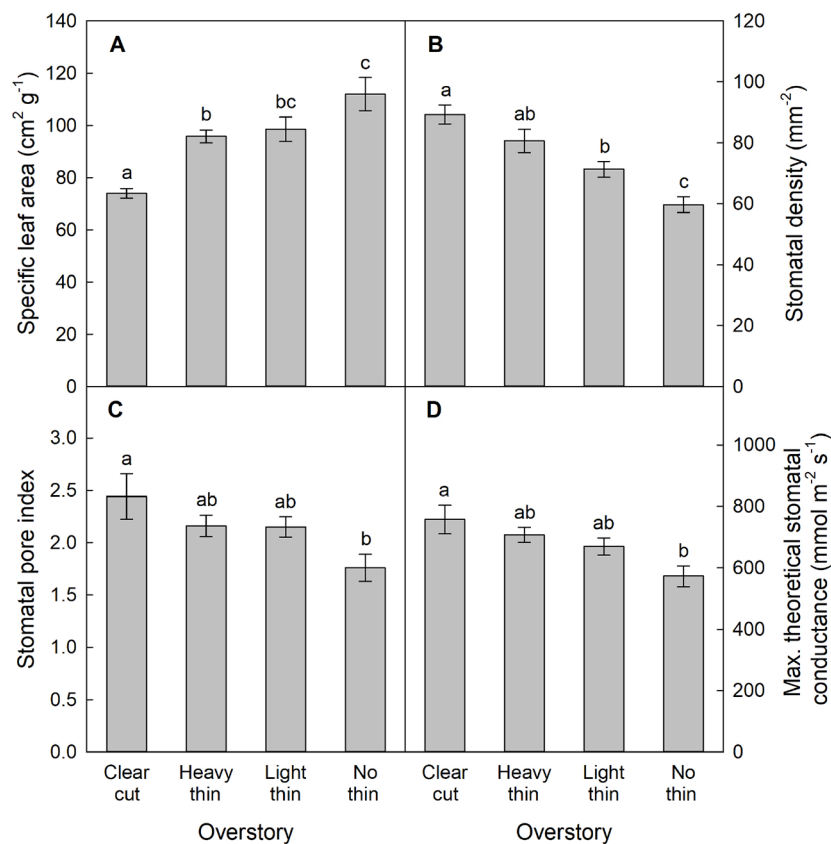 A
Specific leaf area (cm² g⁻¹)
140
120
100
80
60
40
20
0
a
b
bc
c
B
Stomatal density (mm⁻²)
120
100
80
60
40
20
0
a
ab
b
c
C
Stomatal pore index
3.0
2.5
2.0
1.5
1.0
0.5
0.0
a
ab
ab
b
Clear
cut
Heavy
thin
Light
thin
No
thin
Overstory
D
Max. theoretical stomatal
conductance (mmol m⁻² s⁻¹)
1000
800
600
400
200
0
a
ab
ab
b
Clear
cut
Heavy
thin
Light
thin
No
thin
Overstory